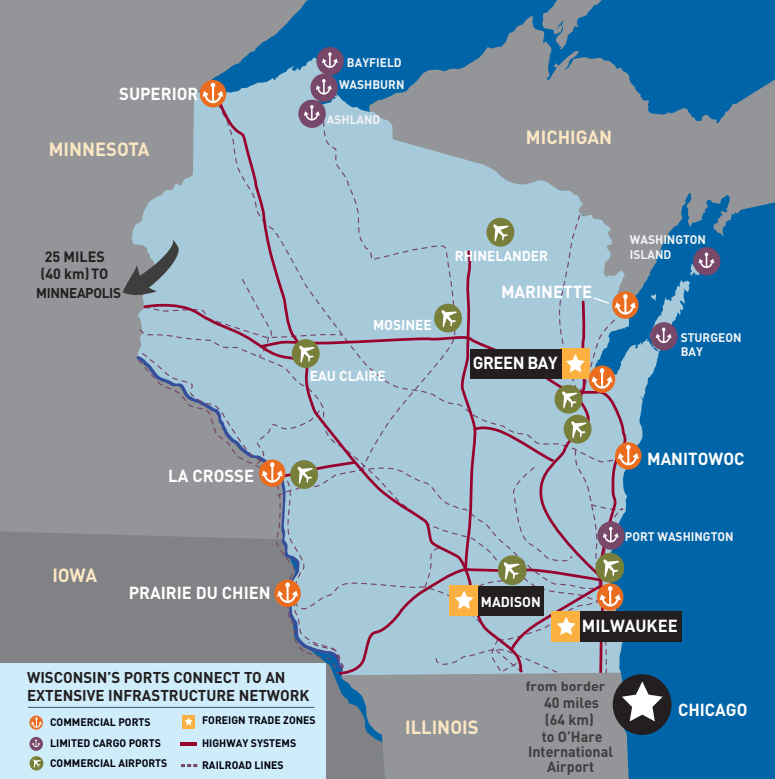 BAYFIELD
WASHBURN
SUPERIOR
ASHLAND
MINNESOTA
MICHIGAN
WASHINGTON
ISLAND
25 MILES
(40 km) TO
MINNEAPOLIS
RHINELANDER
MARINETTE
MOSINEE
STURGEON
BAY
GREEN BAY
EAU CLAIRE
MANITOWOC
LA CROSSE
PORT WASHINGTON
IOWA
PRAIRIE DU CHIEN
MADISON
MILWAUKEE
WISCONSIN'S PORTS CONNECT TO AN
EXTENSIVE INFRASTRUCTURE NETWORK
COMMERCIAL PORTS
LIMITED CARGO PORTS
COMMERCIAL AIRPORTS
FOREIGN TRADE ZONES
HIGHWAY SYSTEMS
RAILROAD LINES
ILLINOIS
from border
40 miles
(64 km)
to O'Hare
International
Airport
CHICAGO